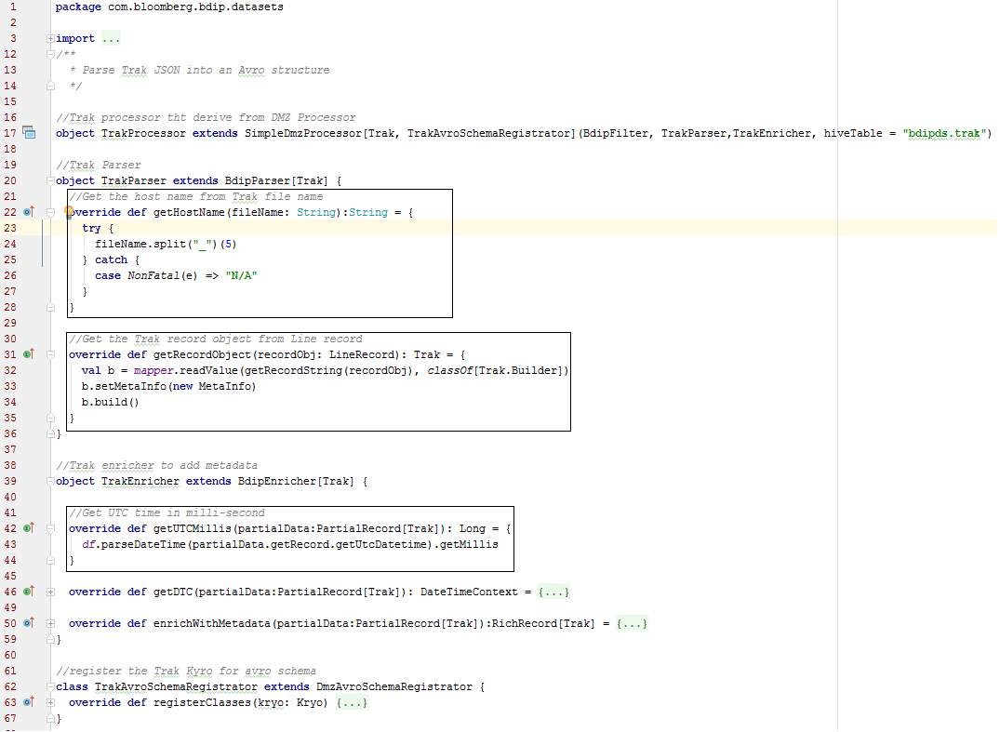 1 package com.bloomberg.bdip.datasets
2
3 import ...
12 /**
13 * Parse Trak JSON into an Avro structure
14 */
15
16 //Trak processor tht derive from DMZ Processor
17 object TrakProcessor extends SimpleDmzProcessor[Trak, TrakAvroSchemaRegistrator](BdipFilter, TrakParser,TrakEnricher, hiveTable = "bdipds.trak")
18
19 //Trak Parser
20 object TrakParser extends BdipParser[Trak] {
21 //Get the host name from Trak file name
22 override def getHostName(fileName: String):String = {
23 try {
24 fileName.split("_")(5)
25 } catch {
26 case NonFatal(e) => "N/A"
27 }
28 }
29
30 //Get the Trak record object from Line record
31 override def getRecordObject(recordObj: LineRecord): Trak = {
32 val b = mapper.readValue(getRecordString(recordObj), classOf[Trak.Builder])
33 b.setMetaInfo(new MetaInfo)
34 b.build()
35 }
36 }
37
38 //Trak enricher to add metadata
39 object TrakEnricher extends BdipEnricher[Trak] {
40
41 //Get UTC time in milli-second
42 override def getUTCMillis(partialData:PartialRecord[Trak]): Long = {
43 df.parseDateTime(partialData.getRecord.getUtcDatetime).getMillis
44 }
45
46 override def getDTC(partialData:PartialRecord[Trak]): DateTimeContext = {...}
49
50 override def enrichWithMetadata(partialData:PartialRecord[Trak]):RichRecord[Trak] = {...}
59 }
60
61 //register the Trak Kyro for avro schema
62 class TrakAvroSchemaRegistrator extends DmzAvroSchemaRegistrator {
63 override def registerClasses(kryo: Kryo) {...}
67 }